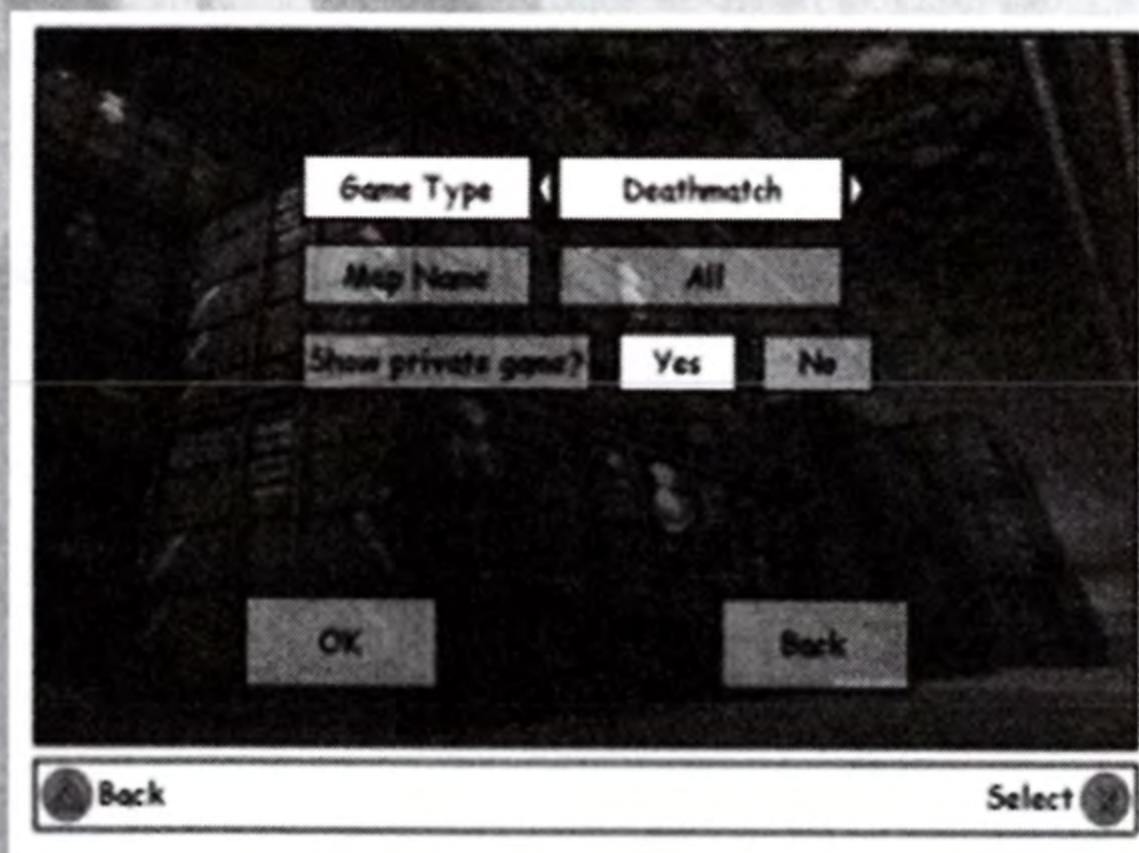 Game Type Deathmatch
Map Name All
Show private game? Yes No
OK Back
Back Select